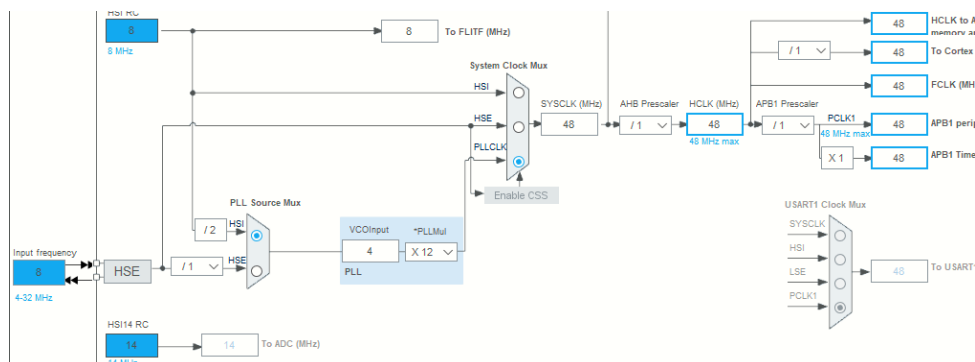 HSI RC
8
8 MHz
8
To FLITF (MHz)
System Clock Mux
HSI
HSE
PLLCLK
SYSCLK (MHz)
48
AHB Prescaler
/ 1
HCLK (MHz)
48
48 MHz max
APB1 Prescaler
/ 1
PCLK1
48 MHz max
X 1
/ 1
48
HCLK to A
memory a
48
To Cortex
48
FCLK (MH
48
APB1 perip
48
APB1 Time
Enable CSS
PLL Source Mux
/ 2
HSI
HSE
/ 1
VCOInput
4
*PLLMul
X 12
PLL
Input frequency
8
4-32 MHz
HSE
USART1 Clock Mux
SYSCLK
HSI
LSE
PCLK1
48
To USART1
HSI14 RC
14
14 MHz
14
To ADC (MHz)